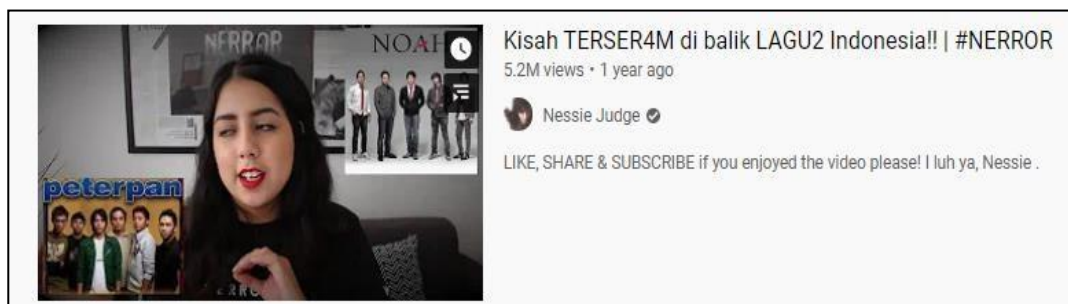 NERROR
NOAH
peterpan
ERRO
Kisah TERSER4M di balik LAGU2 Indonesia!! | #NERROR
5.2M views • 1 year ago
Nessie Judge
LIKE, SHARE & SUBSCRIBE if you enjoyed the video please! I luh ya, Nessie .